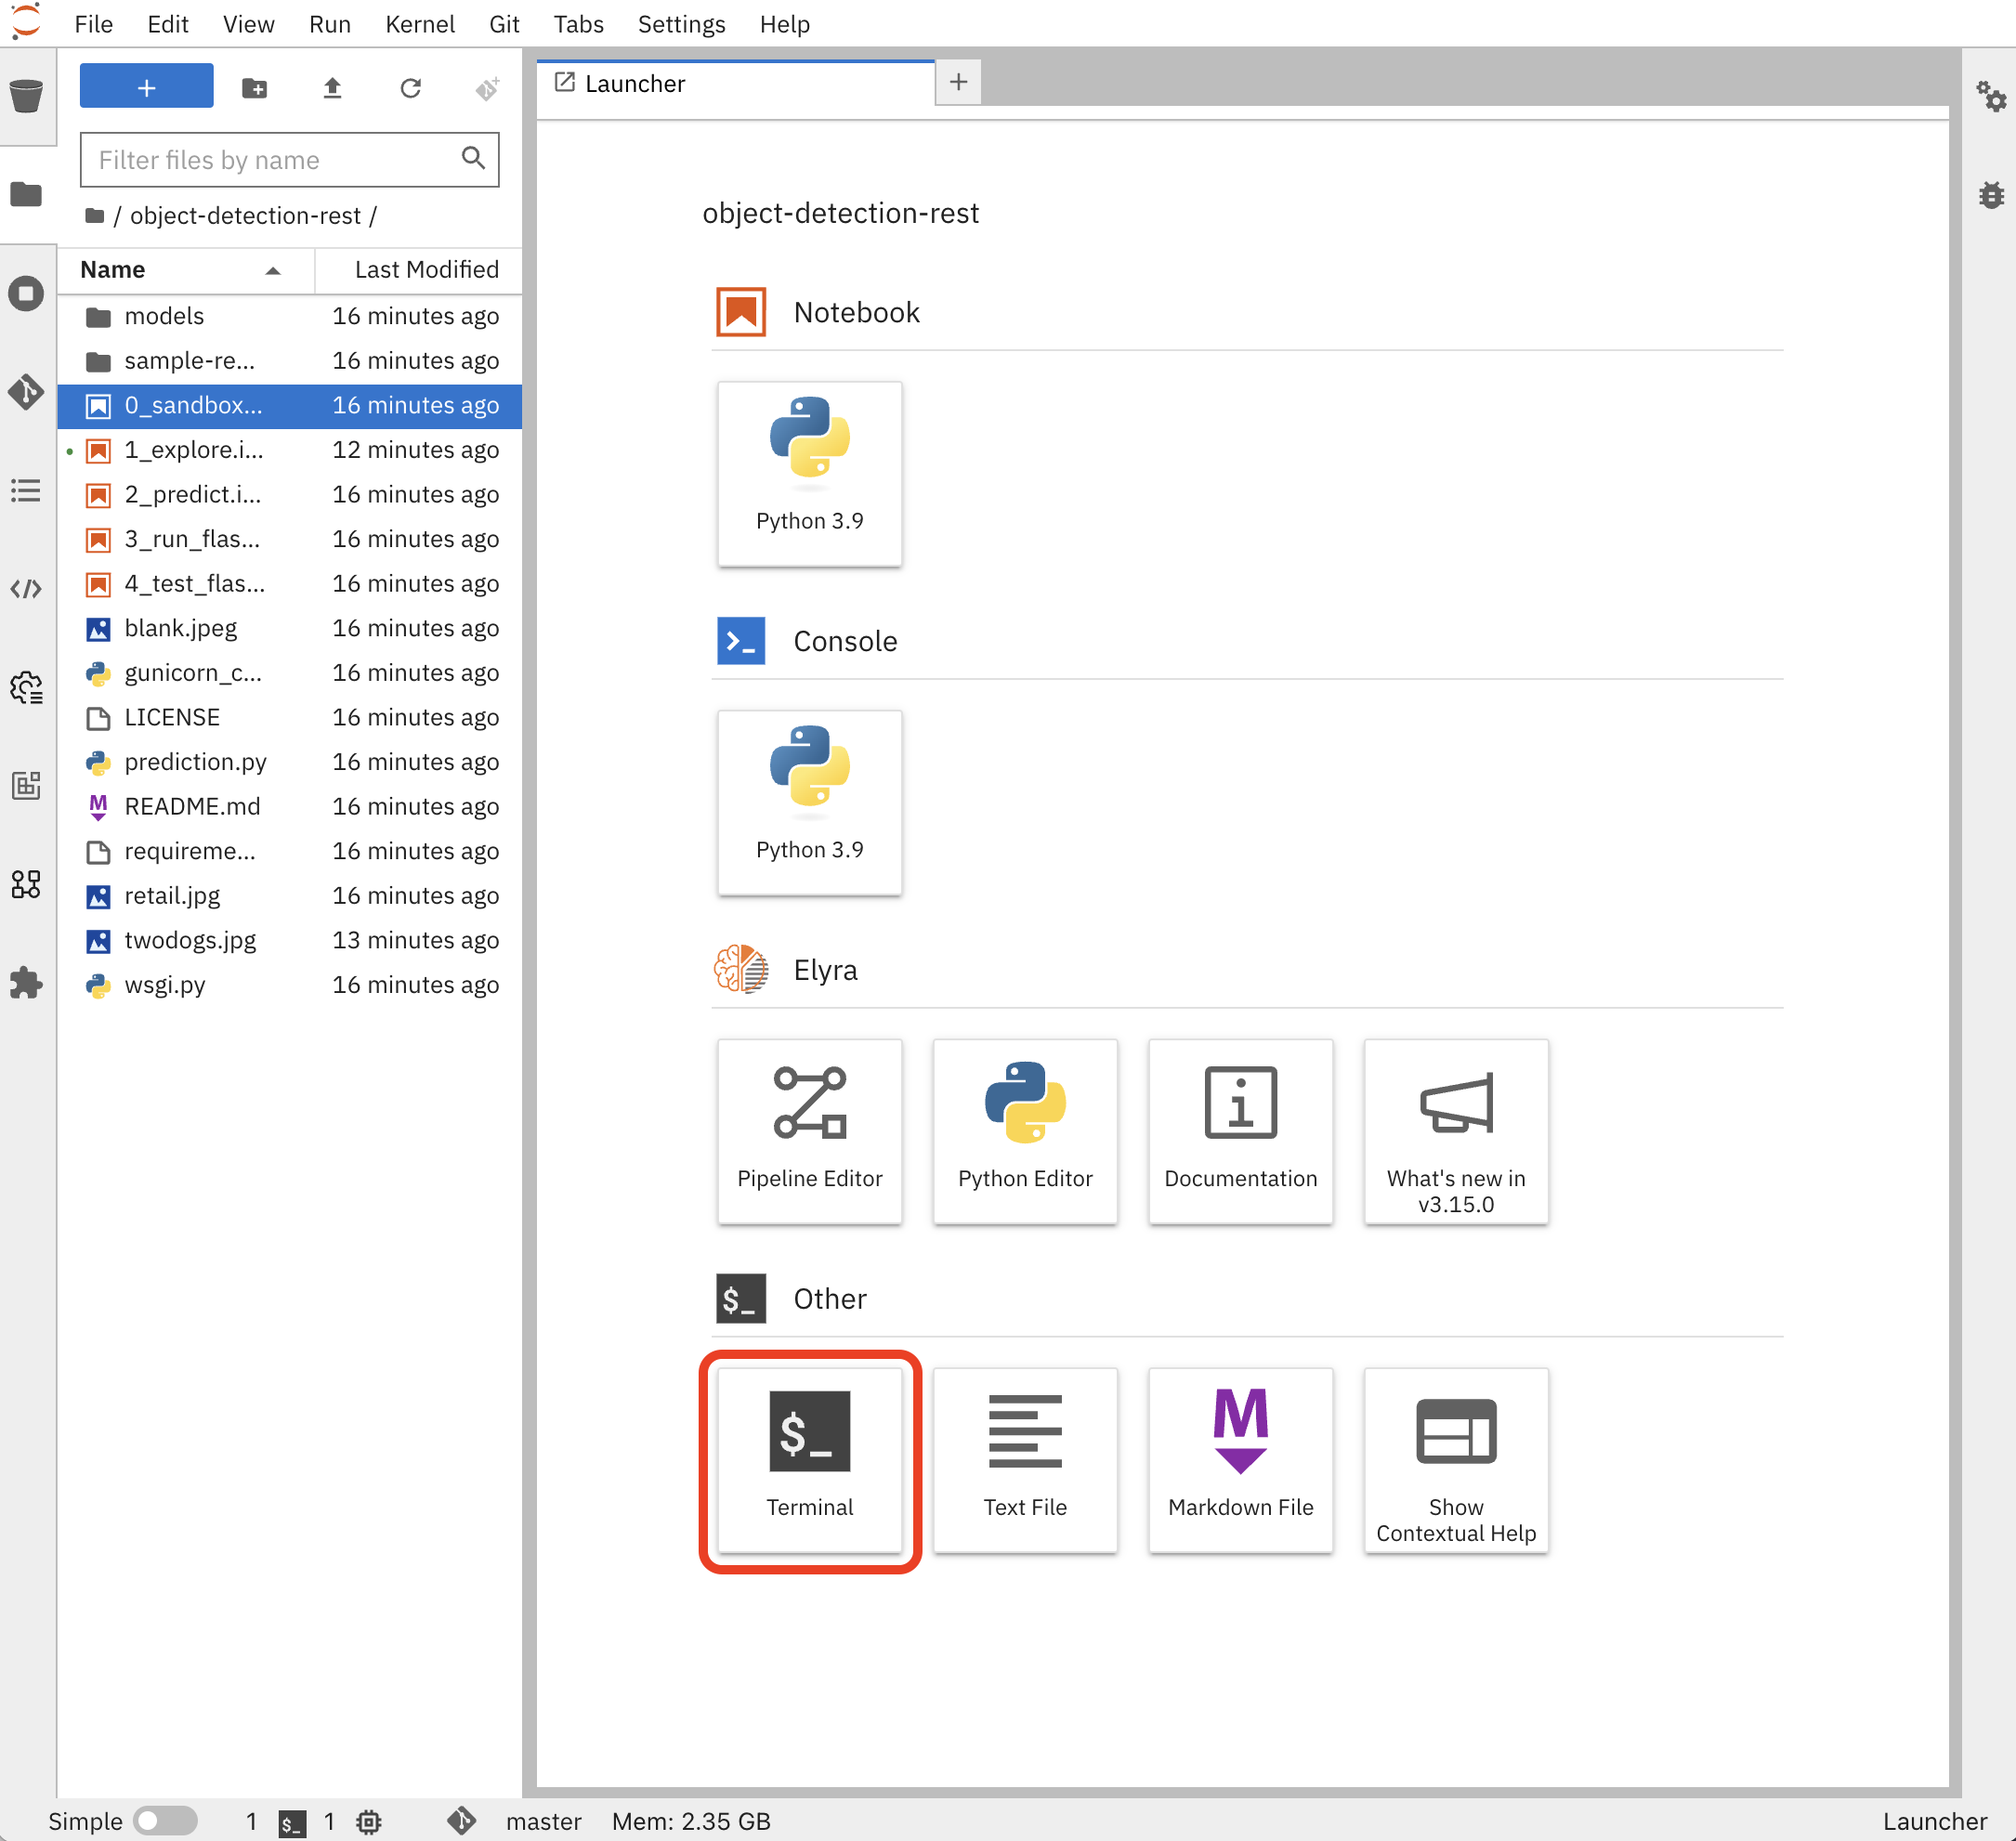 File Edit View Run Kernel Git Tabs Settings Help
+
Launcher
+
Filter files by name
/ object-detection-rest /
Name Last Modified
models 16 minutes ago
sample-re... 16 minutes ago
0_sandbox... 16 minutes ago
1_explore.i... 12 minutes ago
2_predict.i... 16 minutes ago
3_run_flas... 16 minutes ago
4_test_flas... 16 minutes ago
blank.jpeg 16 minutes ago
gunicorn_c... 16 minutes ago
LICENSE 16 minutes ago
prediction.py 16 minutes ago
README.md 16 minutes ago
requireme... 16 minutes ago
retail.jpg 16 minutes ago
twodogs.jpg 13 minutes ago
wsgi.py 16 minutes ago
object-detection-rest
Notebook
Python 3.9
Console
Python 3.9
Elyra
Pipeline Editor
Python Editor
Documentation
What's new in
v3.15.0
$_ Other
$_
Terminal
Text File
M
Markdown File
Show
Contextual Help
Simple 1 $_ 1 master Mem: 2.35 GB Launcher